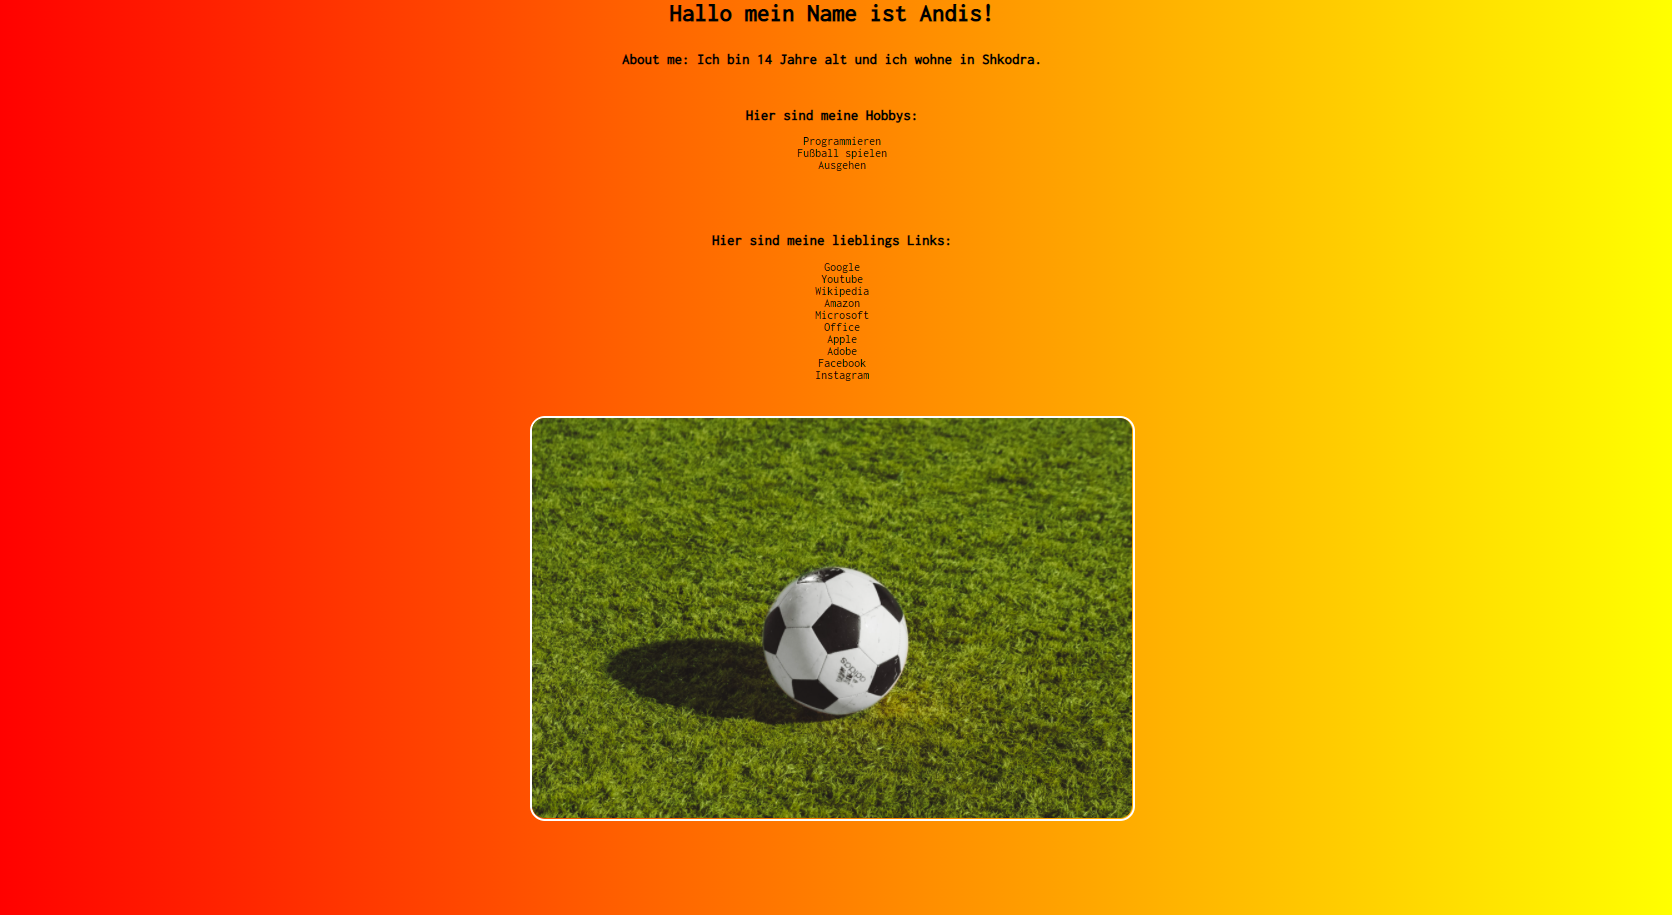 Hallo mein Name ist Andis!
About me: Ich bin 14 Jahre alt und ich wohne in Shkodra.
Hier sind meine Hobbys:
Programmieren
Fußball spielen
Ausgehen
Hier sind meine lieblings Links:
Google
Youtube
Wikipedia
Amazon
Microsoft
Office
Apple
Adobe
Facebook
Instagram